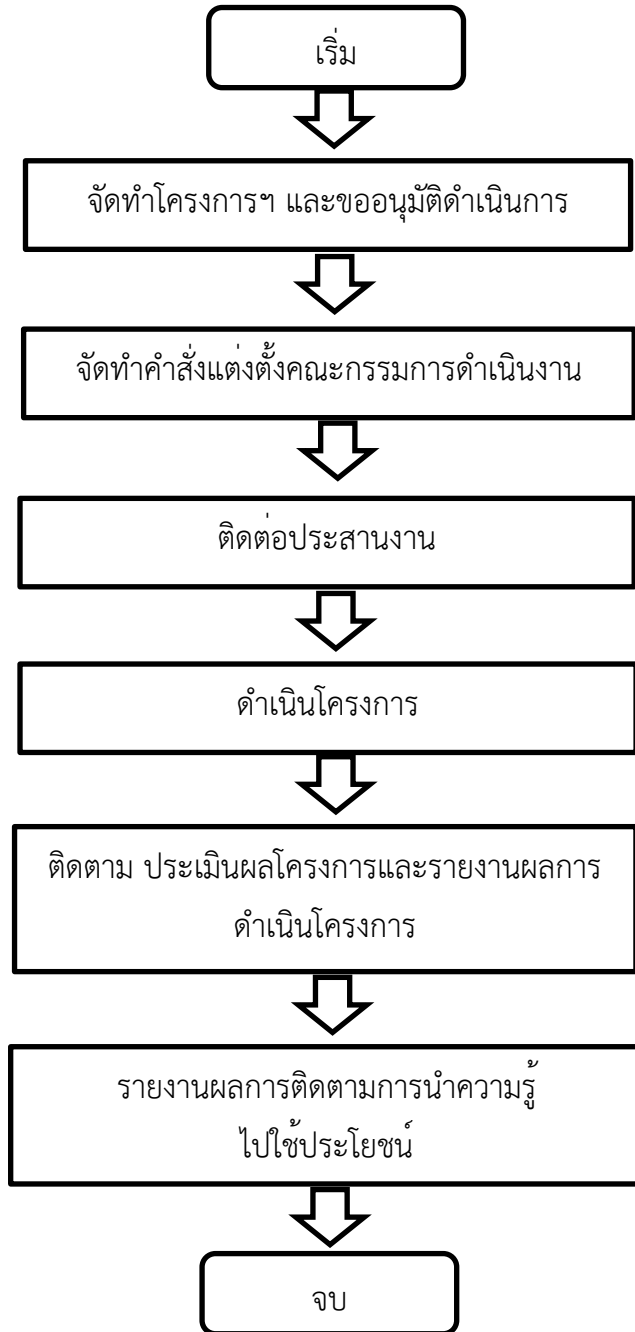 เริ่ม
จัดทำโครงการฯ และขออนุมัติดำเนินการ
จัดทำคำสั่งแต่งตั้งคณะกรรมการดำเนินงาน
ติดต่อประสานงาน
ดำเนินโครงการ
ติดตาม ประเมินผลโครงการและรายงานผลการ
ดำเนินโครงการ
รายงานผลการติดตามการนำความรู้
ไปใช้ประโยชน์
จบ